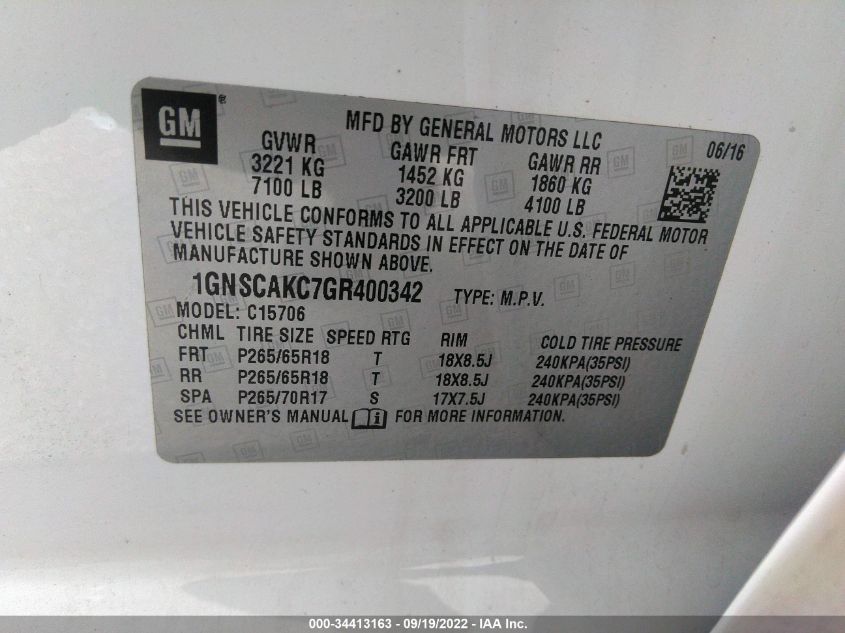 GM ®
MFD BY GENERAL MOTORS LLC
06/16
GVWR GAWR FRT GAWR RR
3221 KG 1452 KG 1860 KG
7100 LB 3200 LB 4100 LB
THIS VEHICLE CONFORMS TO ALL APPLICABLE U.S. FEDERAL MOTOR
VEHICLE SAFETY STANDARDS IN EFFECT ON THE DATE OF
MANUFACTURE SHOWN ABOVE.
1GNSCAKC7GR400342 TYPE: M.P.V.
MODEL: C15706
CHML TIRE SIZE SPEED RTG RIM COLD TIRE PRESSURE
FRT P265/65R18 T 18X8.5J 240KPA(35PSI)
RR P265/65R18 T 18X8.5J 240KPA(35PSI)
SPA P265/70R17 S 17X7.5J 240KPA(35PSI)
SEE OWNER'S MANUAL FOR MORE INFORMATION.
000-34413163 - 09/19/2022 - IAA Inc.